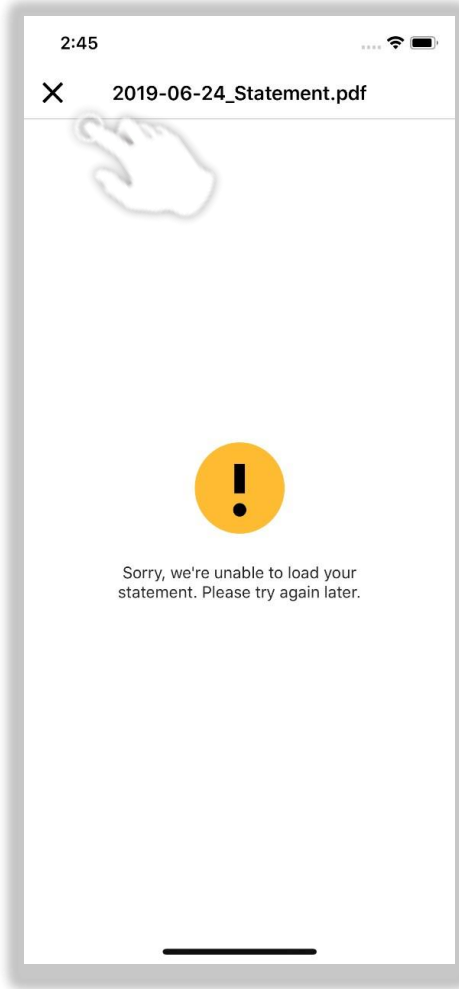 2:45
2019-06-24_Statement.pdf
Sorry, we're unable to load your
statement. Please try again later.